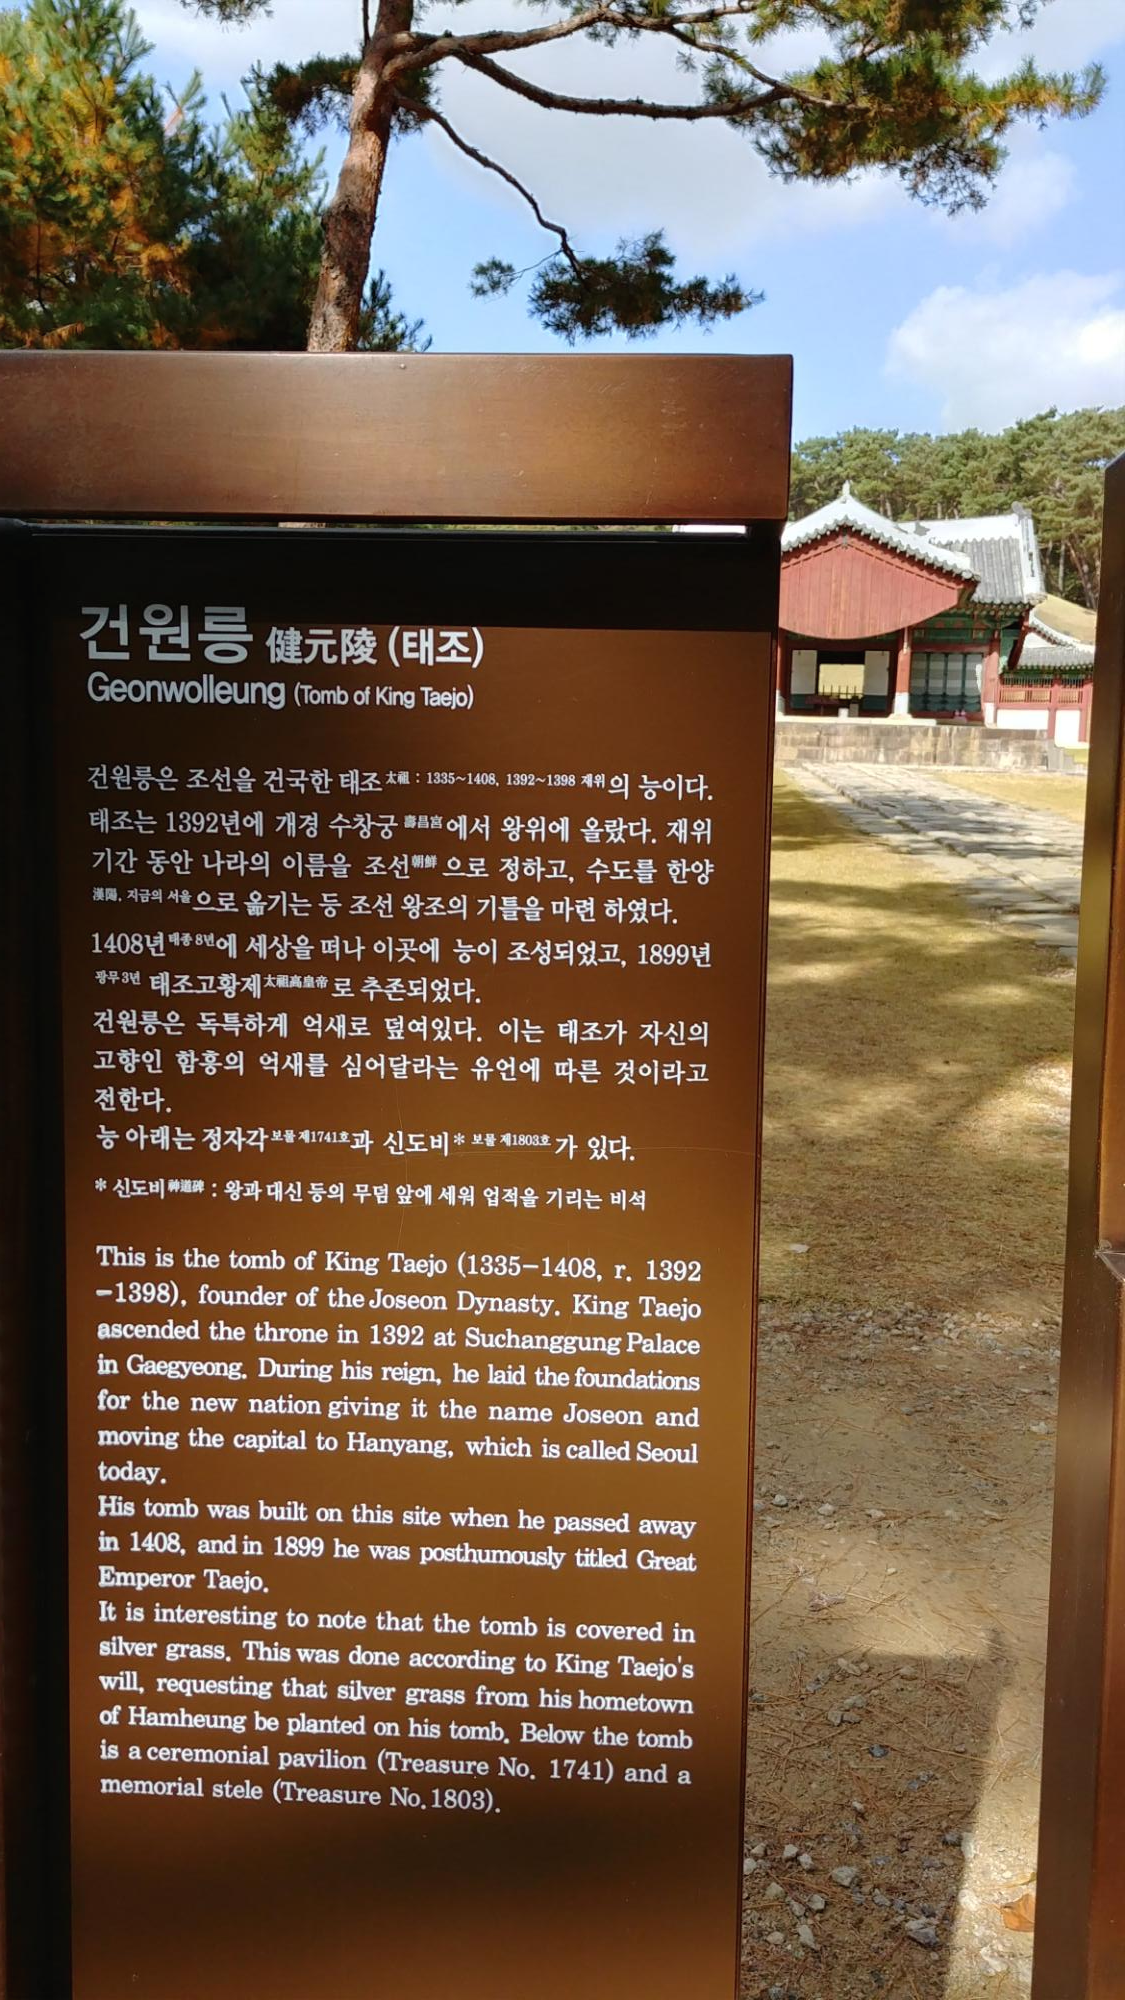 건원릉 健元陵 (태조)
Geonwolleung (Tomb of King Taejo)
건원릉은 조선을 건국한 태조 太祖 : 1335~1408, 1392~1398 재위의 능이다.
태조는 1392년에 개경 수창궁 壽昌宮에서 왕위에 올랐다. 재위
기간 동안 나라의 이름을 조선朝鮮으로 정하고, 수도를 한양
漢陽, 지금의 서울으로 옮기는 등 조선 왕조의 기틀을 마련 하였다.
1408년 태종 8년에 세상을 떠나 이곳에 능이 조성되었고, 1899년
광무 3년 태조고황제太祖高皇帝로 추존되었다.
건원릉은 독특하게 억새로 덮여있다. 이는 태조가 자신의
고향인 함흥의 억새를 심어달라는 유언에 따른 것이라고
전한다.
능 아래는 정자각 보물 제1741호과 신도비* 보물 제1803호가 있다.
* 신도비神道碑 : 왕과 대신 등의 무덤 앞에 세워 업적을 기리는 비석
This is the tomb of King Taejo (1335-1408, r. 1392
-1398), founder of the Joseon Dynasty. King Taejo
ascended the throne in 1392 at Suchanggung Palace
in Gaegyeong. During his reign, he laid the foundations
for the new nation giving it the name Joseon and
moving the capital to Hanyang, which is called Seoul
today.
His tomb was built on this site when he passed away
in 1408, and in 1899 he was posthumously titled Great
Emperor Taejo.
It is interesting to note that the tomb is covered in
silver grass. This was done according to King Taejo's
will, requesting that silver grass from his hometown
of Hamheung be planted on his tomb. Below the tomb
is a ceremonial pavilion (Treasure No. 1741) and a
memorial stele (Treasure No. 1803).